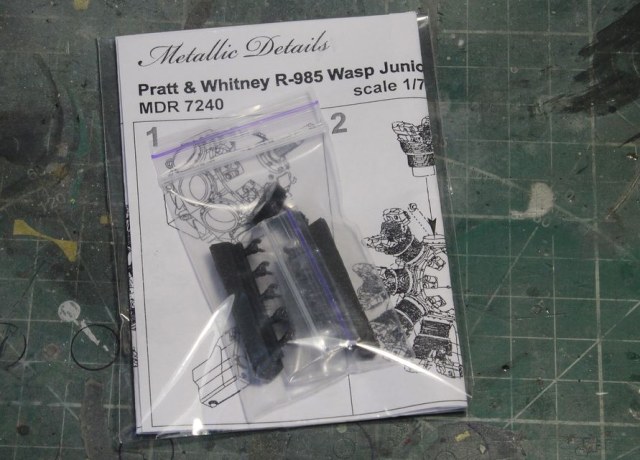 Metallic Details
Pratt & Whitney R-985 Wasp Junio
MDR 7240
scale 1/7
1
2